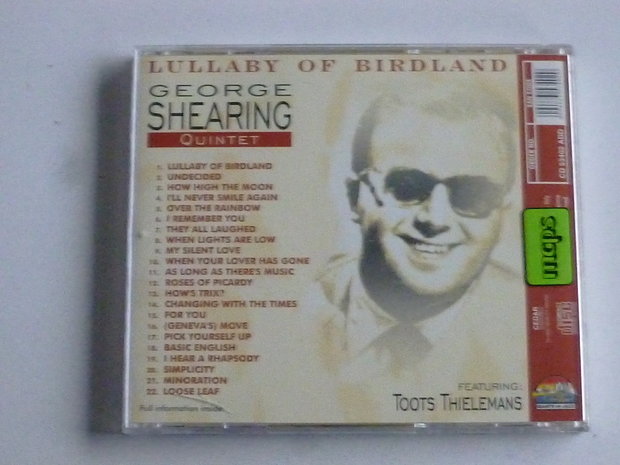 LULLABY OF BIRDLAND
GEORGE
SHEARING
QUINTET
1. LULLABY OF BIRDLAND
2. UNDECIDED
3. HOW HIGH THE MOON
4. I'LL NEVER SMILE AGAIN
5. OVER THE RAINBOW
6. I REMEMBER YOU
7. THEY ALL LAUGHED
8. WHEN LIGHTS ARE LOW
9. MY SILENT LOVE
10. WHEN YOUR LOVER HAS GONE
11. AS LONG AS THERE'S MUSIC
12. ROSES OF PICARDY
13. HOW'S TRIX?
14. CHANGING WITH THE TIMES
15. FOR YOU
16. (GENEVA'S) MOVE
17. PICK YOURSELF UP
18. BASIC ENGLISH
19. I HEAR A RHAPSODY
20. SIMPLICITY
21. MINORATION
22. LOOSE LEAF
Full information inside
FEATURING:
TOOTS THIELEMANS
CEDAR